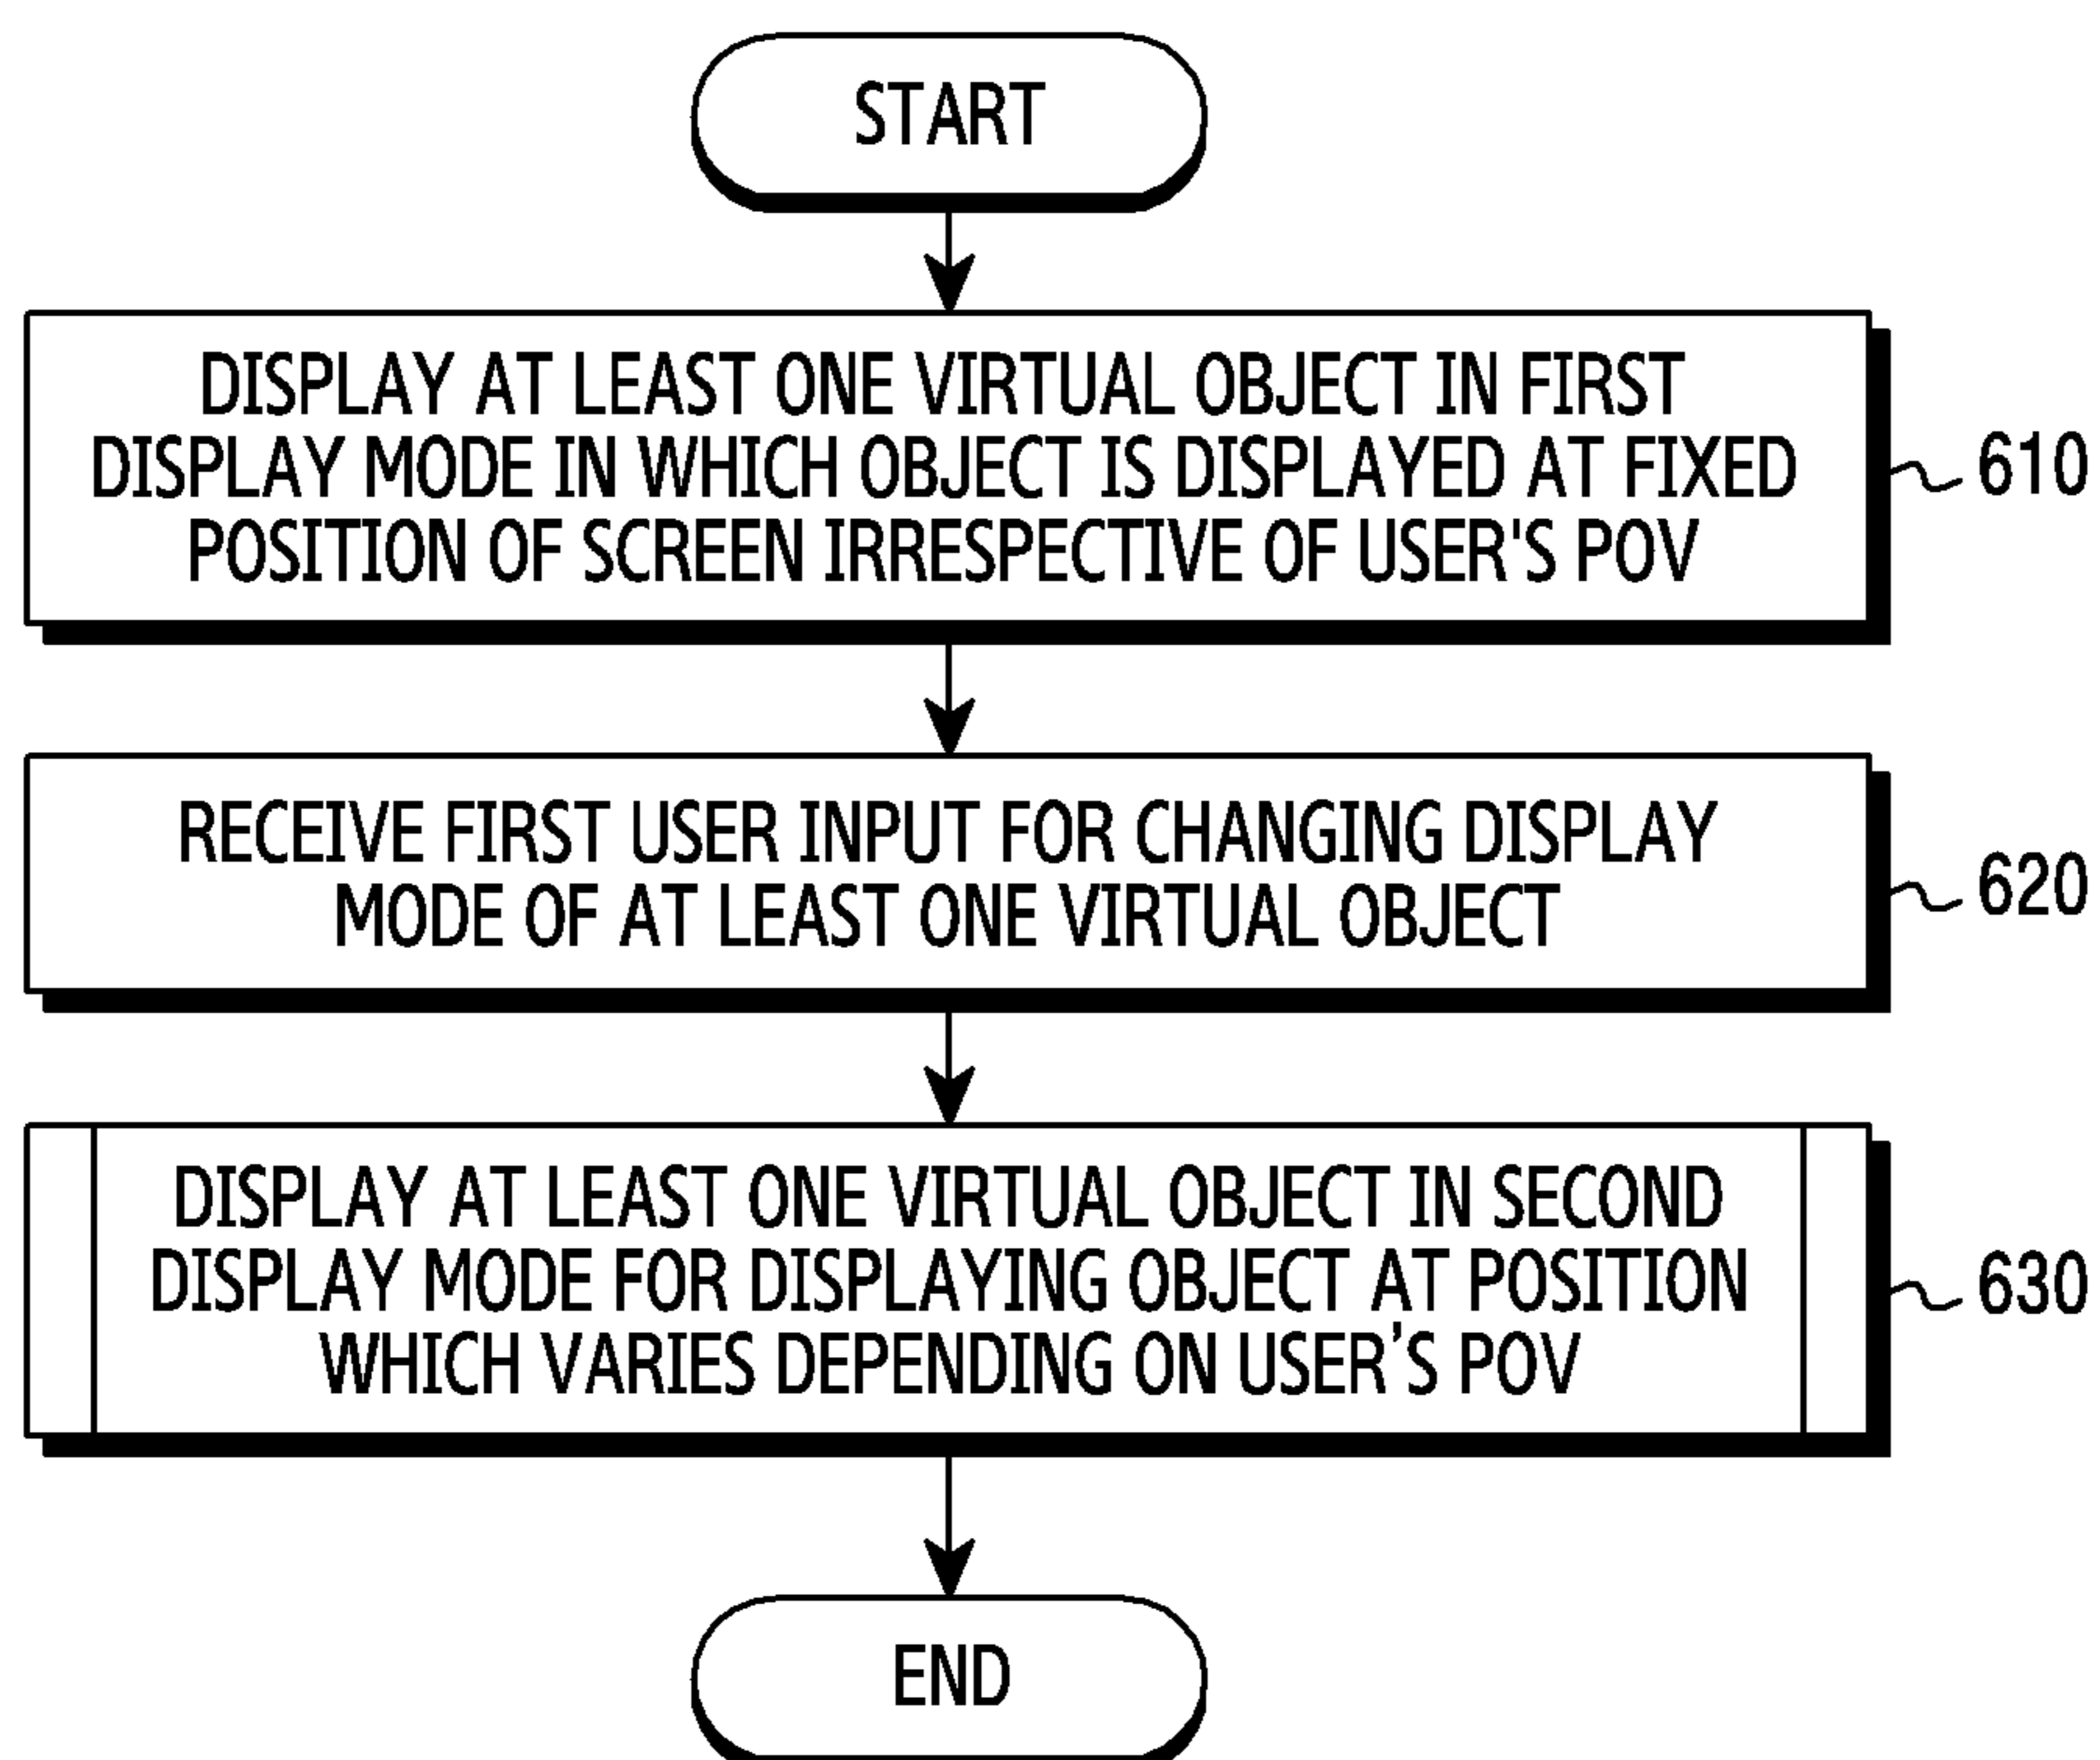 START
DISPLAY AT LEAST ONE VIRTUAL OBJECT IN FIRST
DISPLAY MODE IN WHICH OBJECT IS DISPLAYED AT FIXED
POSITION OF SCREEN IRRESPECTIVE OF USER'S POV
610
RECEIVE FIRST USER INPUT FOR CHANGING DISPLAY
MODE OF AT LEAST ONE VIRTUAL OBJECT
620
DISPLAY AT LEAST ONE VIRTUAL OBJECT IN SECOND
DISPLAY MODE FOR DISPLAYING OBJECT AT POSITION
WHICH VARIES DEPENDING ON USER'S POV
630
END